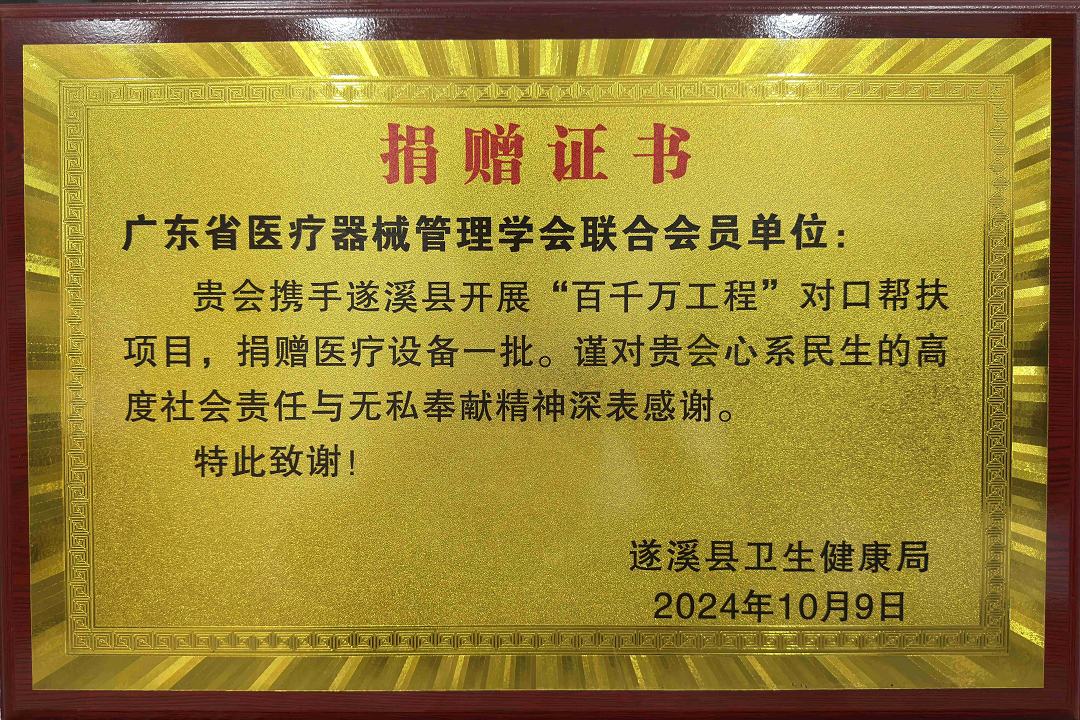 捐赠证书
广东省医疗器械管理学会联合会员单位：
贵会携手遂溪县开展“百千万工程”对口帮扶
项目，捐赠医疗设备一批。谨对贵会心系民生的高
度社会责任与无私奉献精神深表感谢。
特此致谢！
遂溪县卫生健康局
2024年10月9日